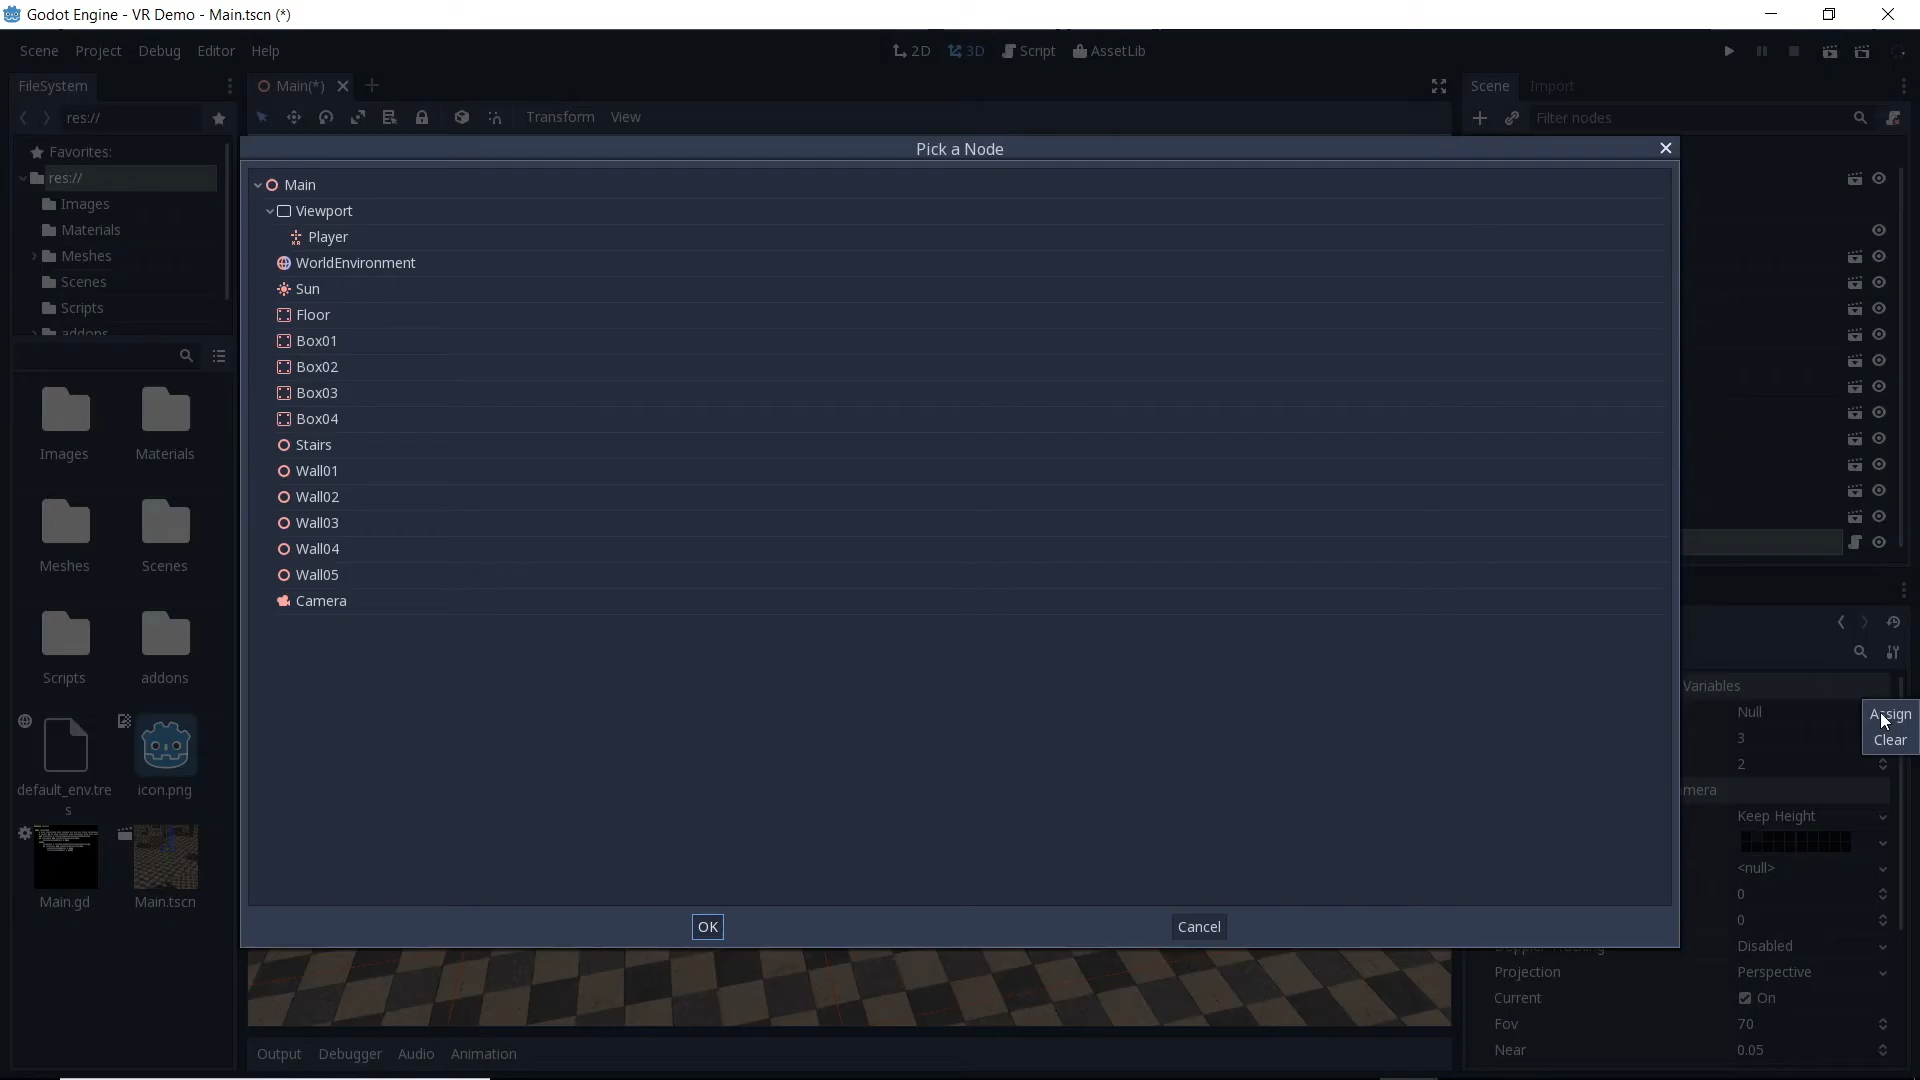 Godot Engine - VR Demo - Main.tscn (*)
Scene Project Debug Editor Help
2D 3D Script AssetLib
FileSystem
Main(*)
Scene Import
res://
Transform View
Filter nodes
Favorites:
res://
Images
Materials
Meshes
Scenes
Scripts
addons
Pick a Node
Main
Viewport
Player
WorldEnvironment
Sun
Floor
Box01
Box02
Box03
Box04
Stairs
Wall01
Wall02
Wall03
Wall04
Wall05
Camera
OK Cancel
Images Materials
Meshes Scenes
Scripts addons
default_env.tre
s
icon.png
Main.gd Main.tscn
Variables
Null
Assign
Clear
3
2
mera
Keep Height
<null>
0
0
Disabled
Projection Perspective
Current On
Fov 70
Near 0.05
Output Debugger Audio Animation